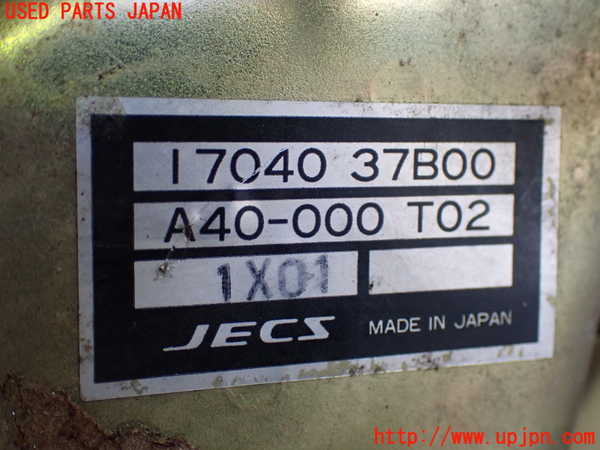 USED PARTS JAPAN
17040 37B00
A40-000 T02
1X01
JECS MADE IN JAPAN
http://www.upjpn.com